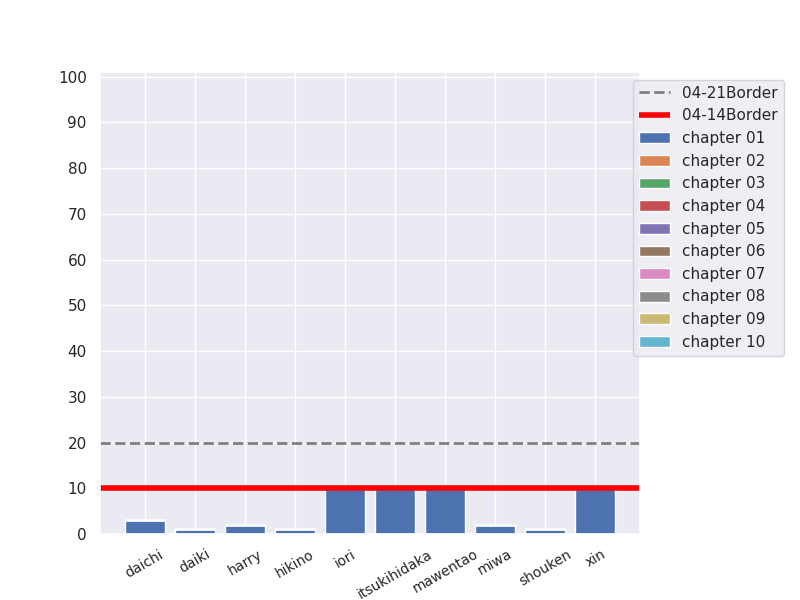 100
90
80
70
60
50
40
30
20
10
0
daichi
daiki
harry
hikino
iori
itsukihidaka
mawentao
miwa
shouken
xin
04-21Border
04-14Border
chapter 01
chapter 02
chapter 03
chapter 04
chapter 05
chapter 06
chapter 07
chapter 08
chapter 09
chapter 10